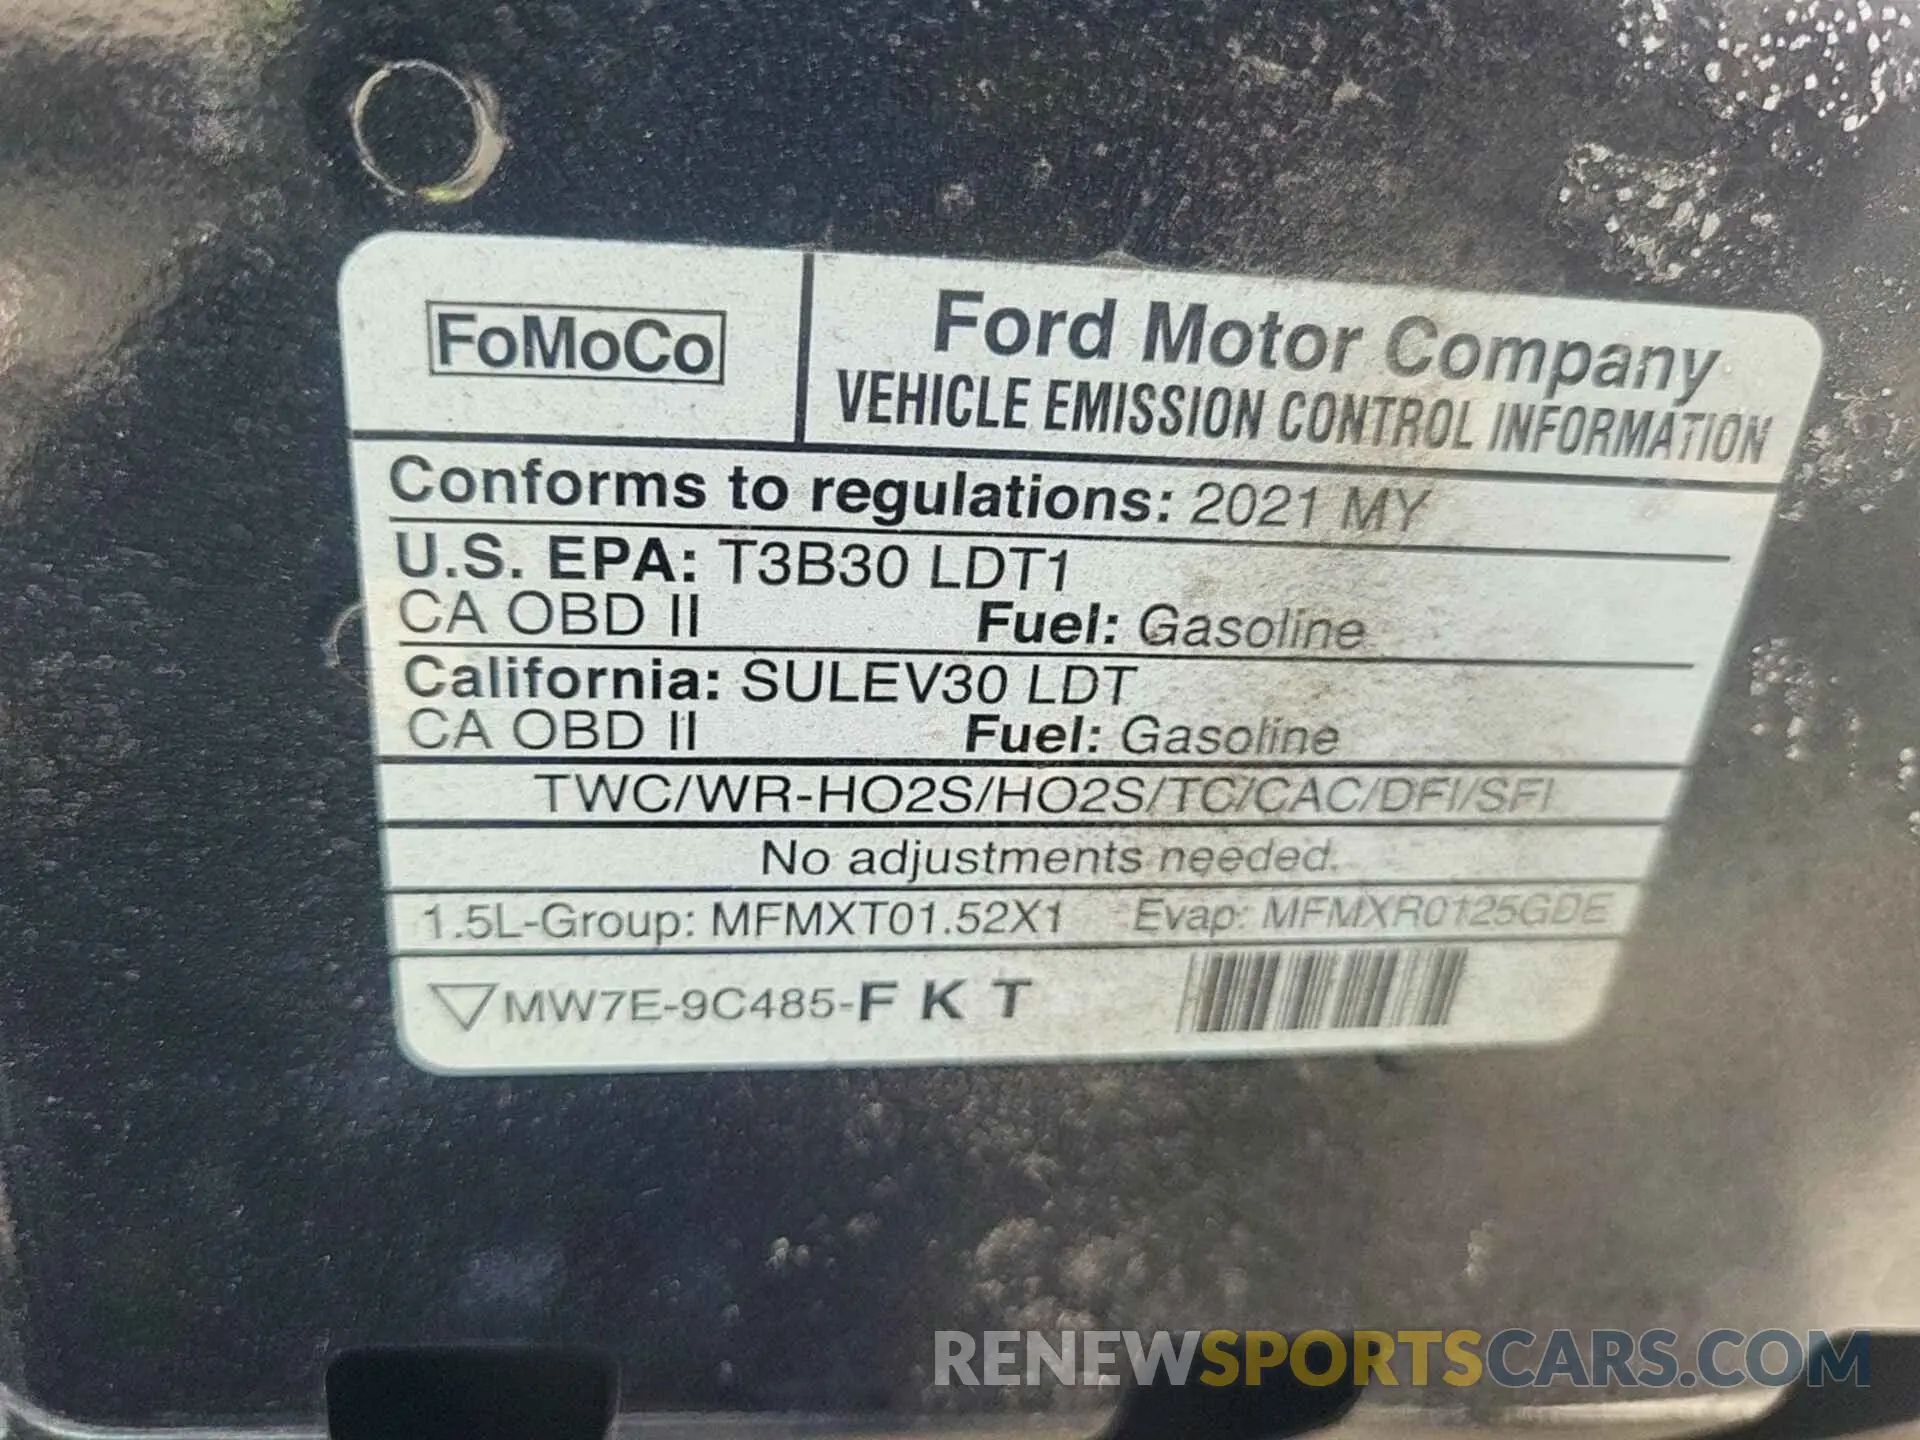 FoMoCo
Ford Motor Company
VEHICLE EMISSION CONTROL INFORMATION
Conforms to regulations: 2021 MY
U.S. EPA: T3B30 LDT1
CA OBD II Fuel: Gasoline
California: SULEV30 LDT
CA OBD II Fuel: Gasoline
TWC/WR-HO2S/HO2S/TC/CAC/DFI/SFI
No adjustments needed.
1.5L-Group: MFMXT01.52X1 Evap: MFMXR0125GDE
MW7E-9C485-F K T
RENEWSPORTSCARS.COM